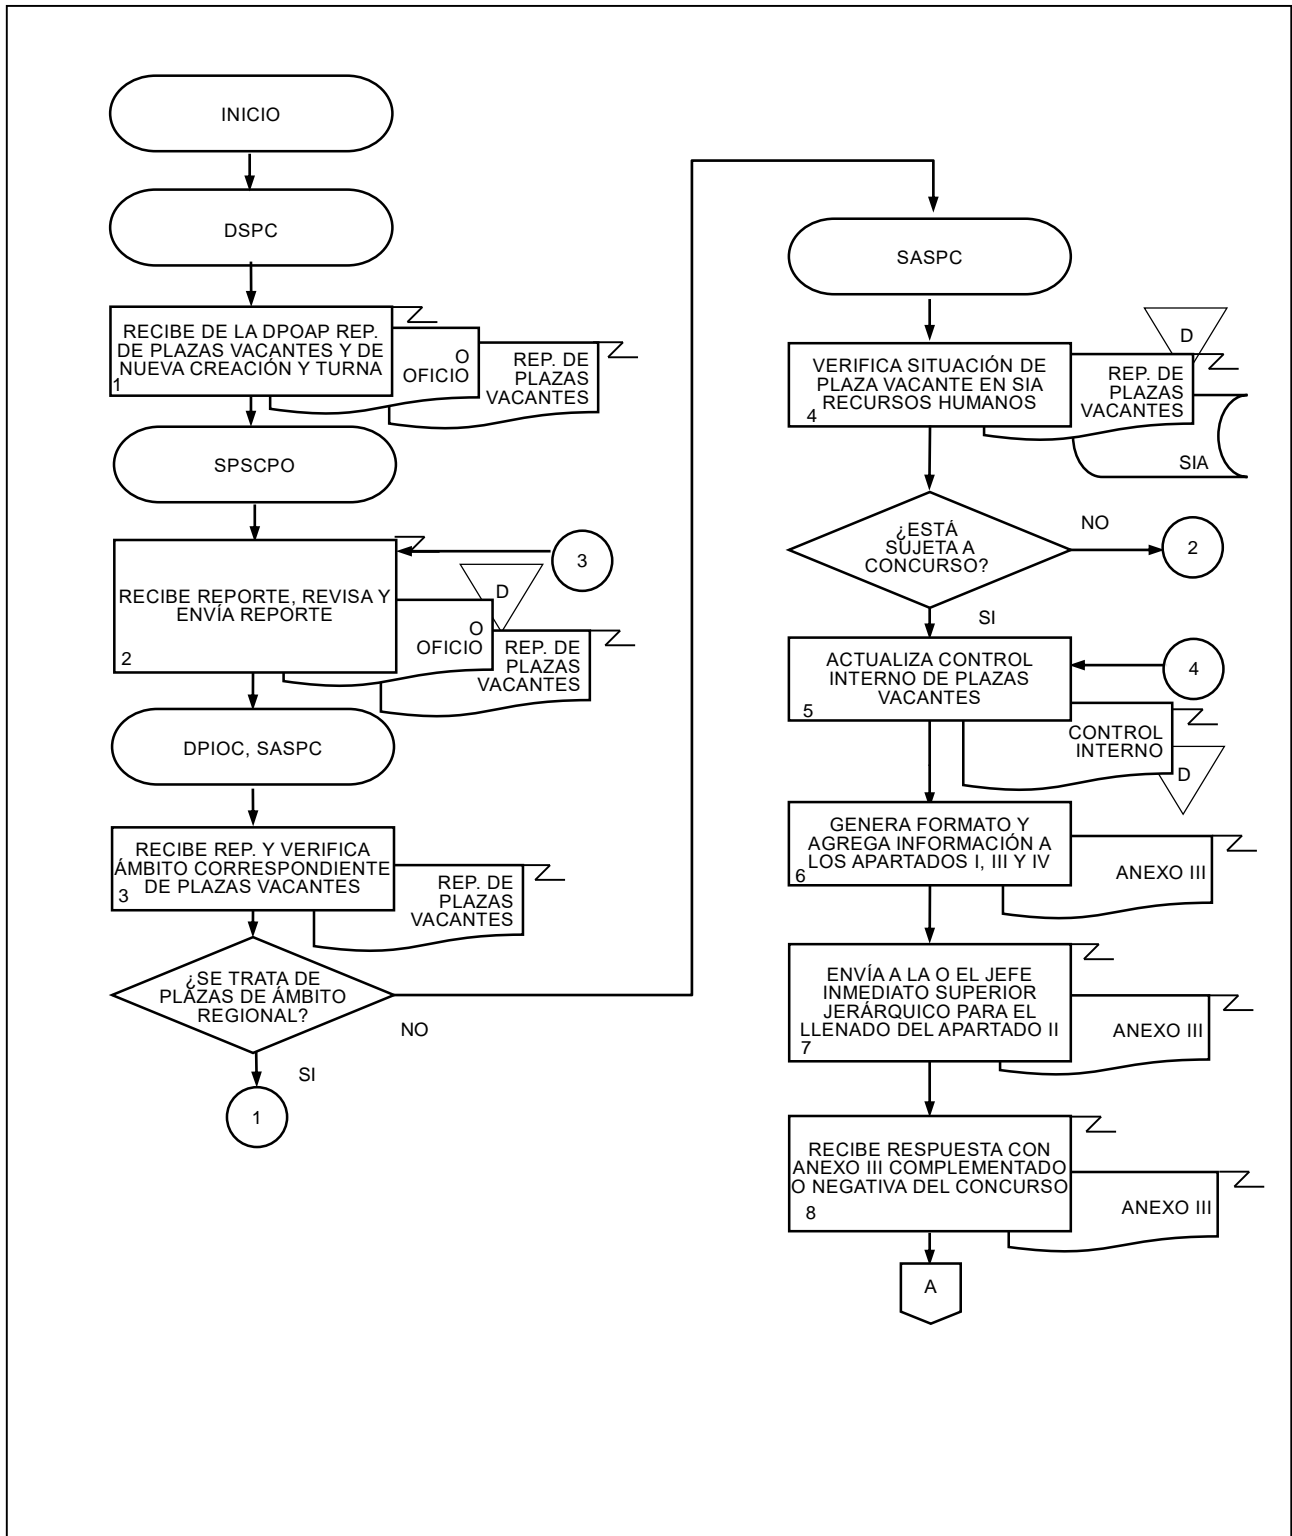 INICIO
DSPC
RECIBE DE LA DPOAP REP.
DE PLAZAS VACANTES Y DE
NUEVA CREACIÓN Y TURNA
1
O
OFICIO
REP. DE
PLAZAS
VACANTES
SPSCPO
3
RECIBE REPORTE, REVISA Y
ENVÍA REPORTE
2
D
O
OFICIO
REP. DE
PLAZAS
VACANTES
DPIOC, SASPC
RECIBE REP. Y VERIFICA
ÁMBITO CORRESPONDIENTE
DE PLAZAS VACANTES
3
REP. DE
PLAZAS
VACANTES
¿SE TRATA DE
PLAZAS DE ÁMBITO
REGIONAL?
NO
SI
1
SASPC
VERIFICA SITUACIÓN DE
PLAZA VACANTE EN SIA
RECURSOS HUMANOS
4
D
REP. DE
PLAZAS
VACANTES
SIA
¿ESTÁ
SUJETA A
CONCURSO?
NO
2
SI
ACTUALIZA CONTROL
INTERNO DE PLAZAS
VACANTES
5
4
CONTROL
INTERNO
D
GENERA FORMATO Y
AGREGA INFORMACIÓN A
LOS APARTADOS I, III Y IV
6
ANEXO III
ENVÍA A LA O EL JEFE
INMEDIATO SUPERIOR
JERÁRQUICO PARA EL
LLENADO DEL APARTADO II
7
ANEXO III
RECIBE RESPUESTA CON
ANEXO III COMPLEMENTADO
O NEGATIVA DEL CONCURSO
8
ANEXO III
A